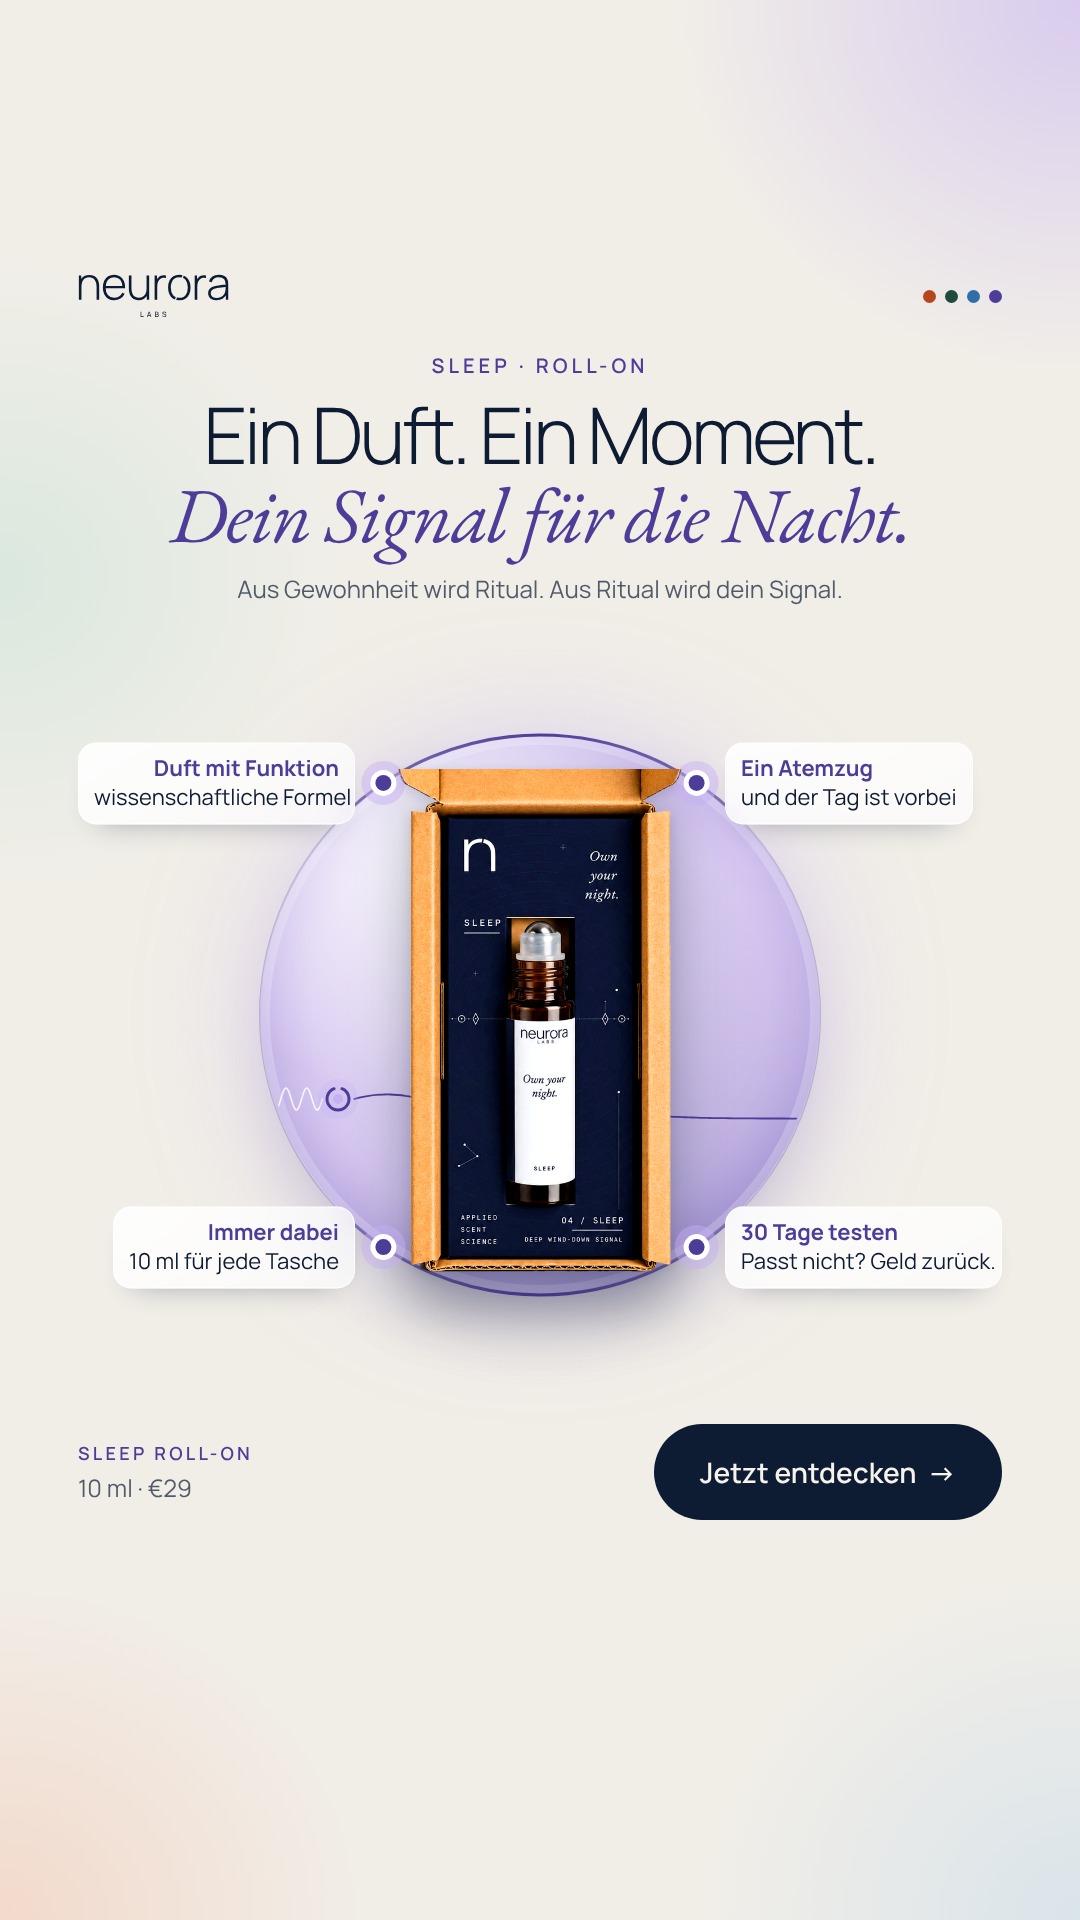 neurora
LABS
SLEEP · ROLL-ON
Ein Duft. Ein Moment.
Dein Signal für die Nacht.
Aus Gewohnheit wird Ritual. Aus Ritual wird dein Signal.
Duft mit Funktion
wissenschaftliche Formel
Ein Atemzug
und der Tag ist vorbei
n
Own
your
night.
SLEEP
neurora
LABS
Own your
night.
SLEEP
APPLIED
SCENT
SCIENCE
04 / SLEEP
DEEP WIND-DOWN SIGNAL
Immer dabei
10 ml für jede Tasche
30 Tage testen
Passt nicht? Geld zurück.
SLEEP ROLL-ON
10 ml · €29
Jetzt entdecken →